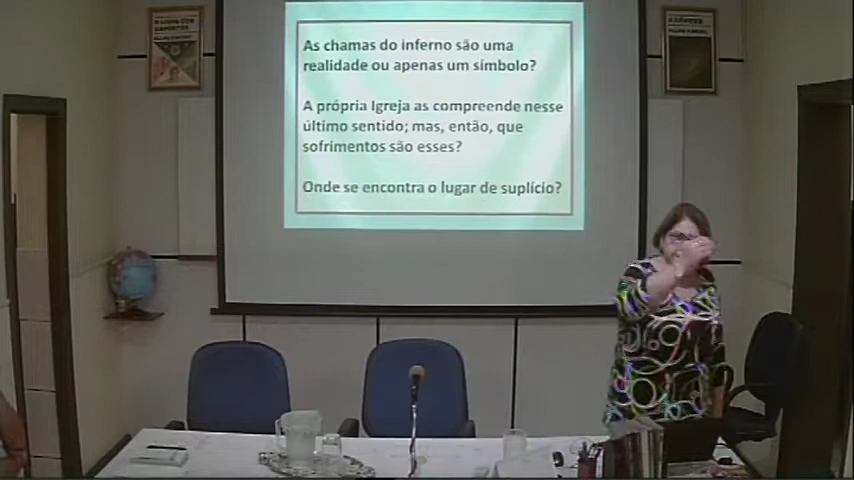 As chamas do inferno são uma
realidade ou apenas um símbolo?
A própria Igreja as compreende nesse
último sentido; mas, então, que
sofrimentos são esses?
Onde se encontra o lugar de suplício?